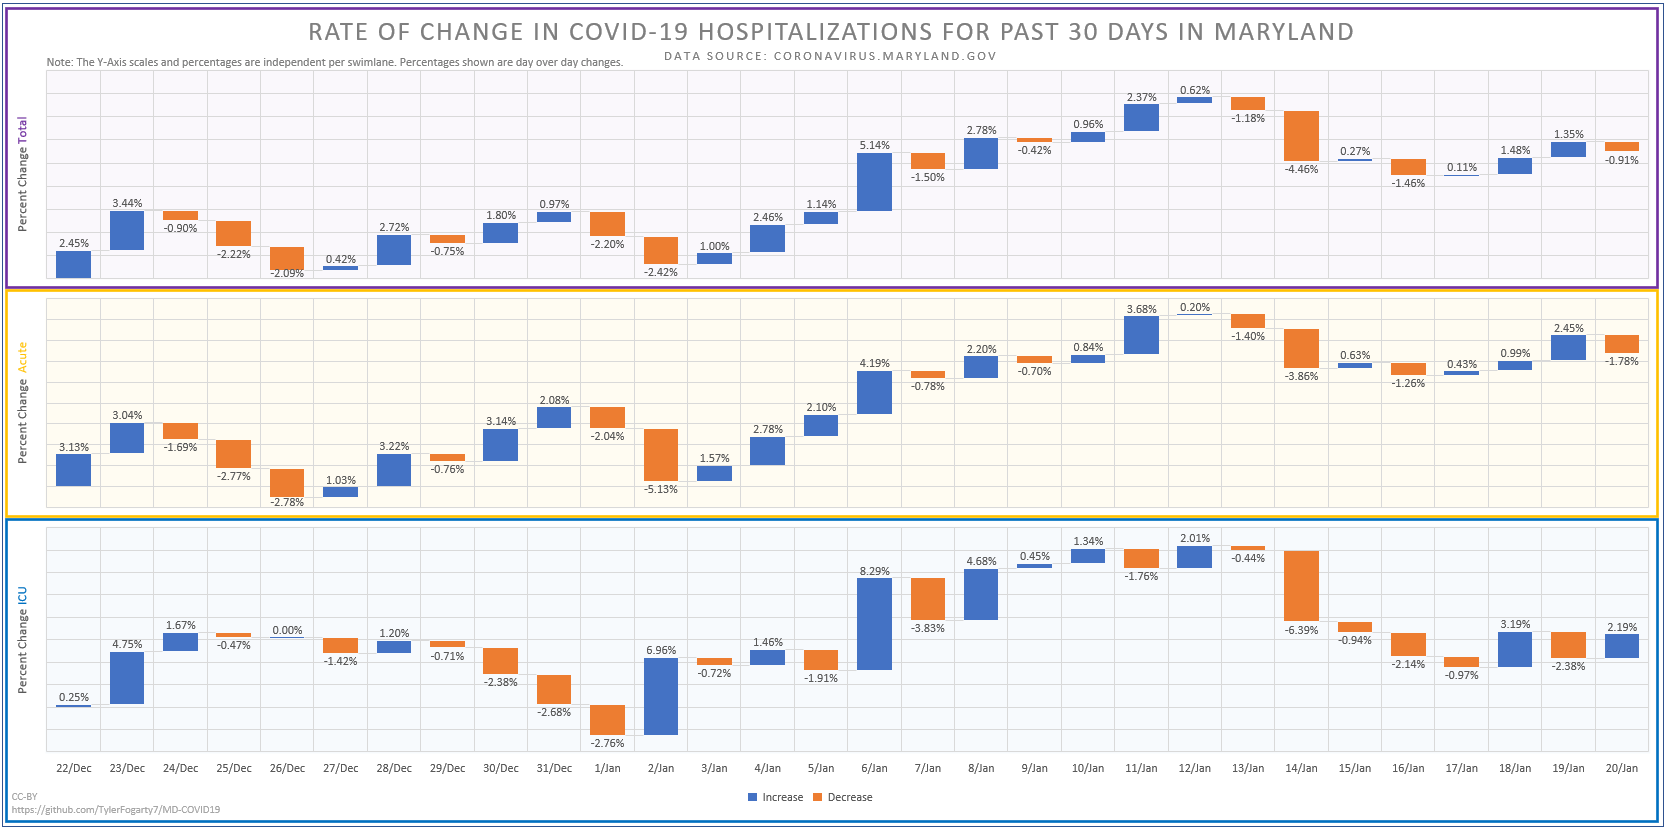 RATE OF CHANGE IN COVID-19 HOSPITALIZATIONS FOR PAST 30 DAYS IN MARYLAND
DATA SOURCE: CORONAVIRUS.MARYLAND.GOV
Note: The Y-Axis scales and percentages are independent per swimlane. Percentages shown are day over day changes.
Percent Change Total
2.45% 3.44% -0.90% -2.22% -2.09% 0.42% 2.72% -0.75% 1.80% 0.97% -2.20% -2.42% 1.00% 2.46% 1.14% 5.14% -1.50% 2.78% -0.42% 0.96% 2.37% 0.62% -1.18% -4.46% 0.27% -1.46% 0.11% 1.48% 1.35% -0.91%
Percent Change Acute
3.13% 3.04% -1.69% -2.77% -2.78% 1.03% 3.22% -0.76% 3.14% 2.08% -2.04% -5.13% 1.57% 2.78% 2.10% 4.19% -0.78% 2.20% -0.70% 0.84% 3.68% 0.20% -1.40% -3.86% 0.63% -1.26% 0.43% 0.99% 2.45% -1.78%
Percent Change ICU
0.25% 4.75% 1.67% -0.47% 0.00% -1.42% 1.20% -0.71% -2.38% -2.68% -2.76% 6.96% -0.72% 1.46% -1.91% 8.29% -3.83% 4.68% 0.45% 1.34% -1.76% 2.01% -0.44% -6.39% -0.94% -2.14% -0.97% 3.19% -2.38% 2.19%
22/Dec 23/Dec 24/Dec 25/Dec 26/Dec 27/Dec 28/Dec 29/Dec 30/Dec 31/Dec 1/Jan 2/Jan 3/Jan 4/Jan 5/Jan 6/Jan 7/Jan 8/Jan 9/Jan 10/Jan 11/Jan 12/Jan 13/Jan 14/Jan 15/Jan 16/Jan 17/Jan 18/Jan 19/Jan 20/Jan
Increase Decrease
CC-BY
https://github.com/TylerFogarty7/MD-COVID19